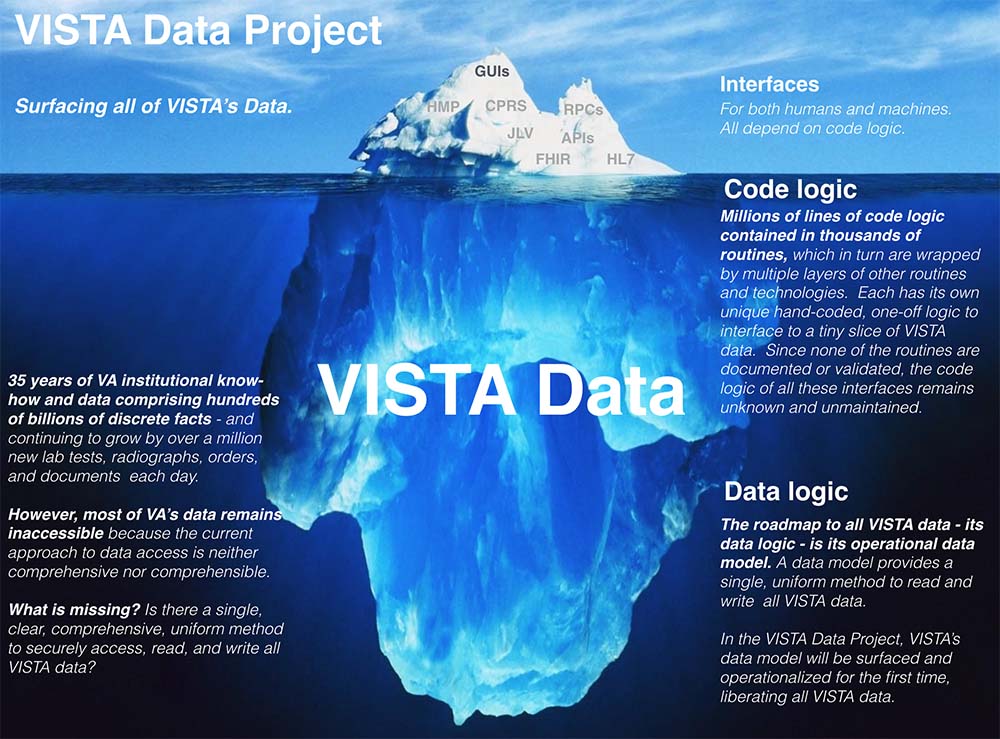 VISTA Data Project
Surfacing all of VISTA's Data.
GUIs
HMP
CPRS
RPCs
JLV
APIs
FHIR
HL7
Interfaces
For both humans and machines.
All depend on code logic.
Code logic
Millions of lines of code logic
contained in thousands of
routines, which in turn are wrapped
by multiple layers of other routines
and technologies.  Each has its own
unique hand-coded, one-off logic to
interface to a tiny slice of VISTA
data.  Since none of the routines are
documented or validated, the code
logic of all these interfaces remains
unknown and unmaintained.
VISTA Data
35 years of VA institutional know-
how and data comprising hundreds
of billions of discrete facts - and
continuing to grow by over a million
new lab tests, radiographs, orders,
and documents  each day.
However, most of VA's data remains
inaccessible because the current
approach to data access is neither
comprehensive nor comprehensible.
What is missing? Is there a single,
clear, comprehensive, uniform method
to securely access, read, and write all
VISTA data?
Data logic
The roadmap to all VISTA data - its
data logic - is its operational data
model. A data model provides a
single, uniform method to read and
write  all VISTA data.
In the VISTA Data Project, VISTA's
data model will be surfaced and
operationalized for the first time,
liberating all VISTA data.